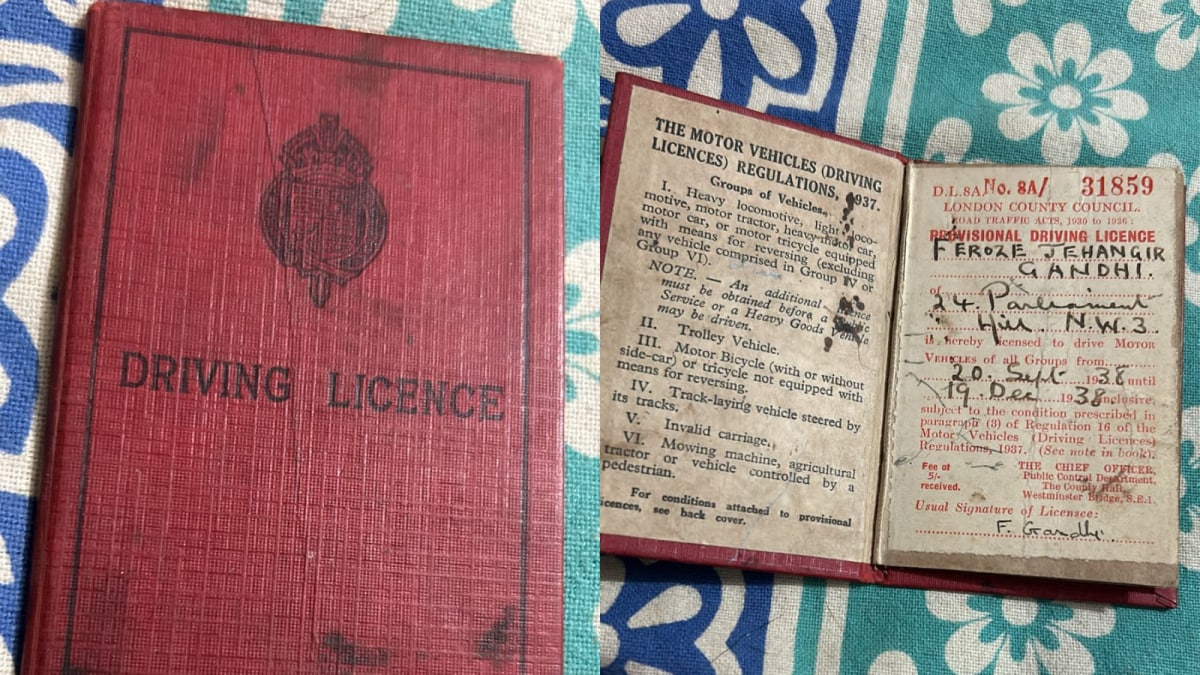 DRIVING LICENCE
THE MOTOR VEHICLES (DRIVING
LICENCES) REGULATIONS, 1937.
Groups of Vehicles.
I. Heavy locomotive, light loco-
motive, motor tractor, heavy motor car,
motor car, or motor tricycle equipped
with means for reversing (excluding
any vehicle comprised in Group IV or
Group VI).
NOTE. — An additional licence
must be obtained before a Public
Service or a Heavy Goods Vehicle
may be driven.
II. Trolley Vehicle.
III. Motor Bicycle (with or without
side-car) or tricycle not equipped with
means for reversing.
IV. Track-laying vehicle steered by
its tracks.
V. Invalid carriage.
VI. Mowing machine, agricultural
tractor or vehicle controlled by a
pedestrian.
For conditions attached to provisional
licences, see back cover.
D.L.8A No. 8A/ 31859
LONDON COUNTY COUNCIL.
ROAD TRAFFIC ACTS, 1930 to 1936:
PROVISIONAL DRIVING LICENCE
FEROZE JEHANGIR
GANDHI.
of
24 Parliament
Hill. N.W.3.
is hereby licensed to drive MOTOR
VEHICLES of all Groups from
20. Sept 1938 until
19. Dec 1938 inclusive,
subject to the condition prescribed in
paragraph (3) of Regulation 16 of the
Motor Vehicles (Driving Licences)
Regulations, 1937. (See note in book).
Fee of
5/-
received.
THE CHIEF OFFICER,
Public Control Department,
The County Hall,
Westminster Bridge, S.E.1.
Usual Signature of Licensee:
F. Gandhi